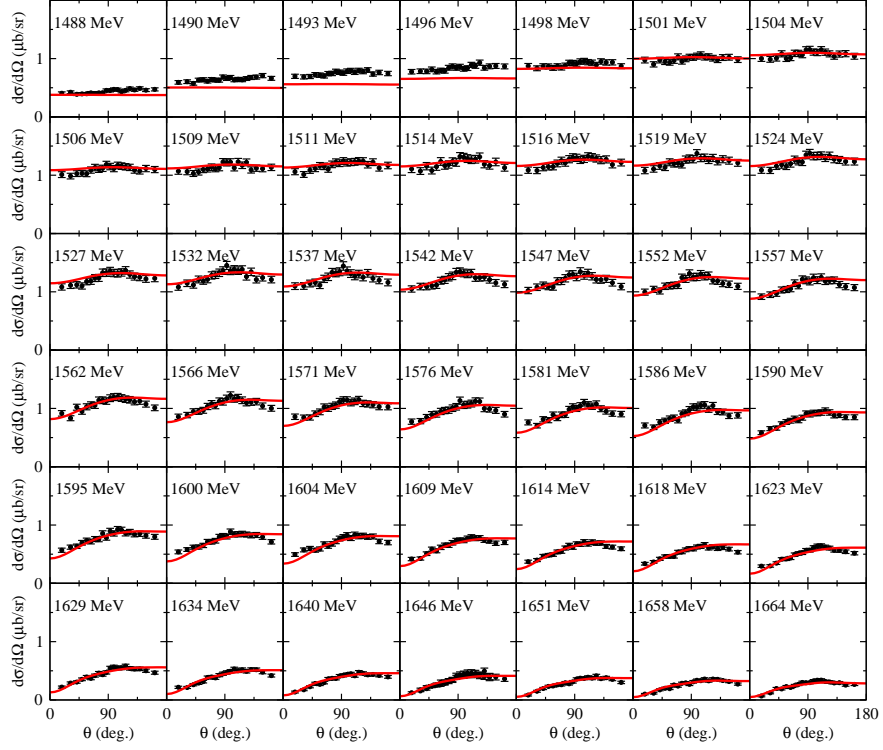 1488 MeV 1490 MeV 1493 MeV 1496 MeV 1498 MeV 1501 MeV 1504 MeV
dσ/dΩ (μb/sr)
1
0
1506 MeV 1509 MeV 1511 MeV 1514 MeV 1516 MeV 1519 MeV 1524 MeV
dσ/dΩ (μb/sr)
1
0
1527 MeV 1532 MeV 1537 MeV 1542 MeV 1547 MeV 1552 MeV 1557 MeV
dσ/dΩ (μb/sr)
1
0
1562 MeV 1566 MeV 1571 MeV 1576 MeV 1581 MeV 1586 MeV 1590 MeV
dσ/dΩ (μb/sr)
1
0
1595 MeV 1600 MeV 1604 MeV 1609 MeV 1614 MeV 1618 MeV 1623 MeV
dσ/dΩ (μb/sr)
1
0
1629 MeV 1634 MeV 1640 MeV 1646 MeV 1651 MeV 1658 MeV 1664 MeV
dσ/dΩ (μb/sr)
1
0
0 90 0 90 0 90 0 90 0 90 0 90 0 90 180
θ (deg.) θ (deg.) θ (deg.) θ (deg.) θ (deg.) θ (deg.) θ (deg.)